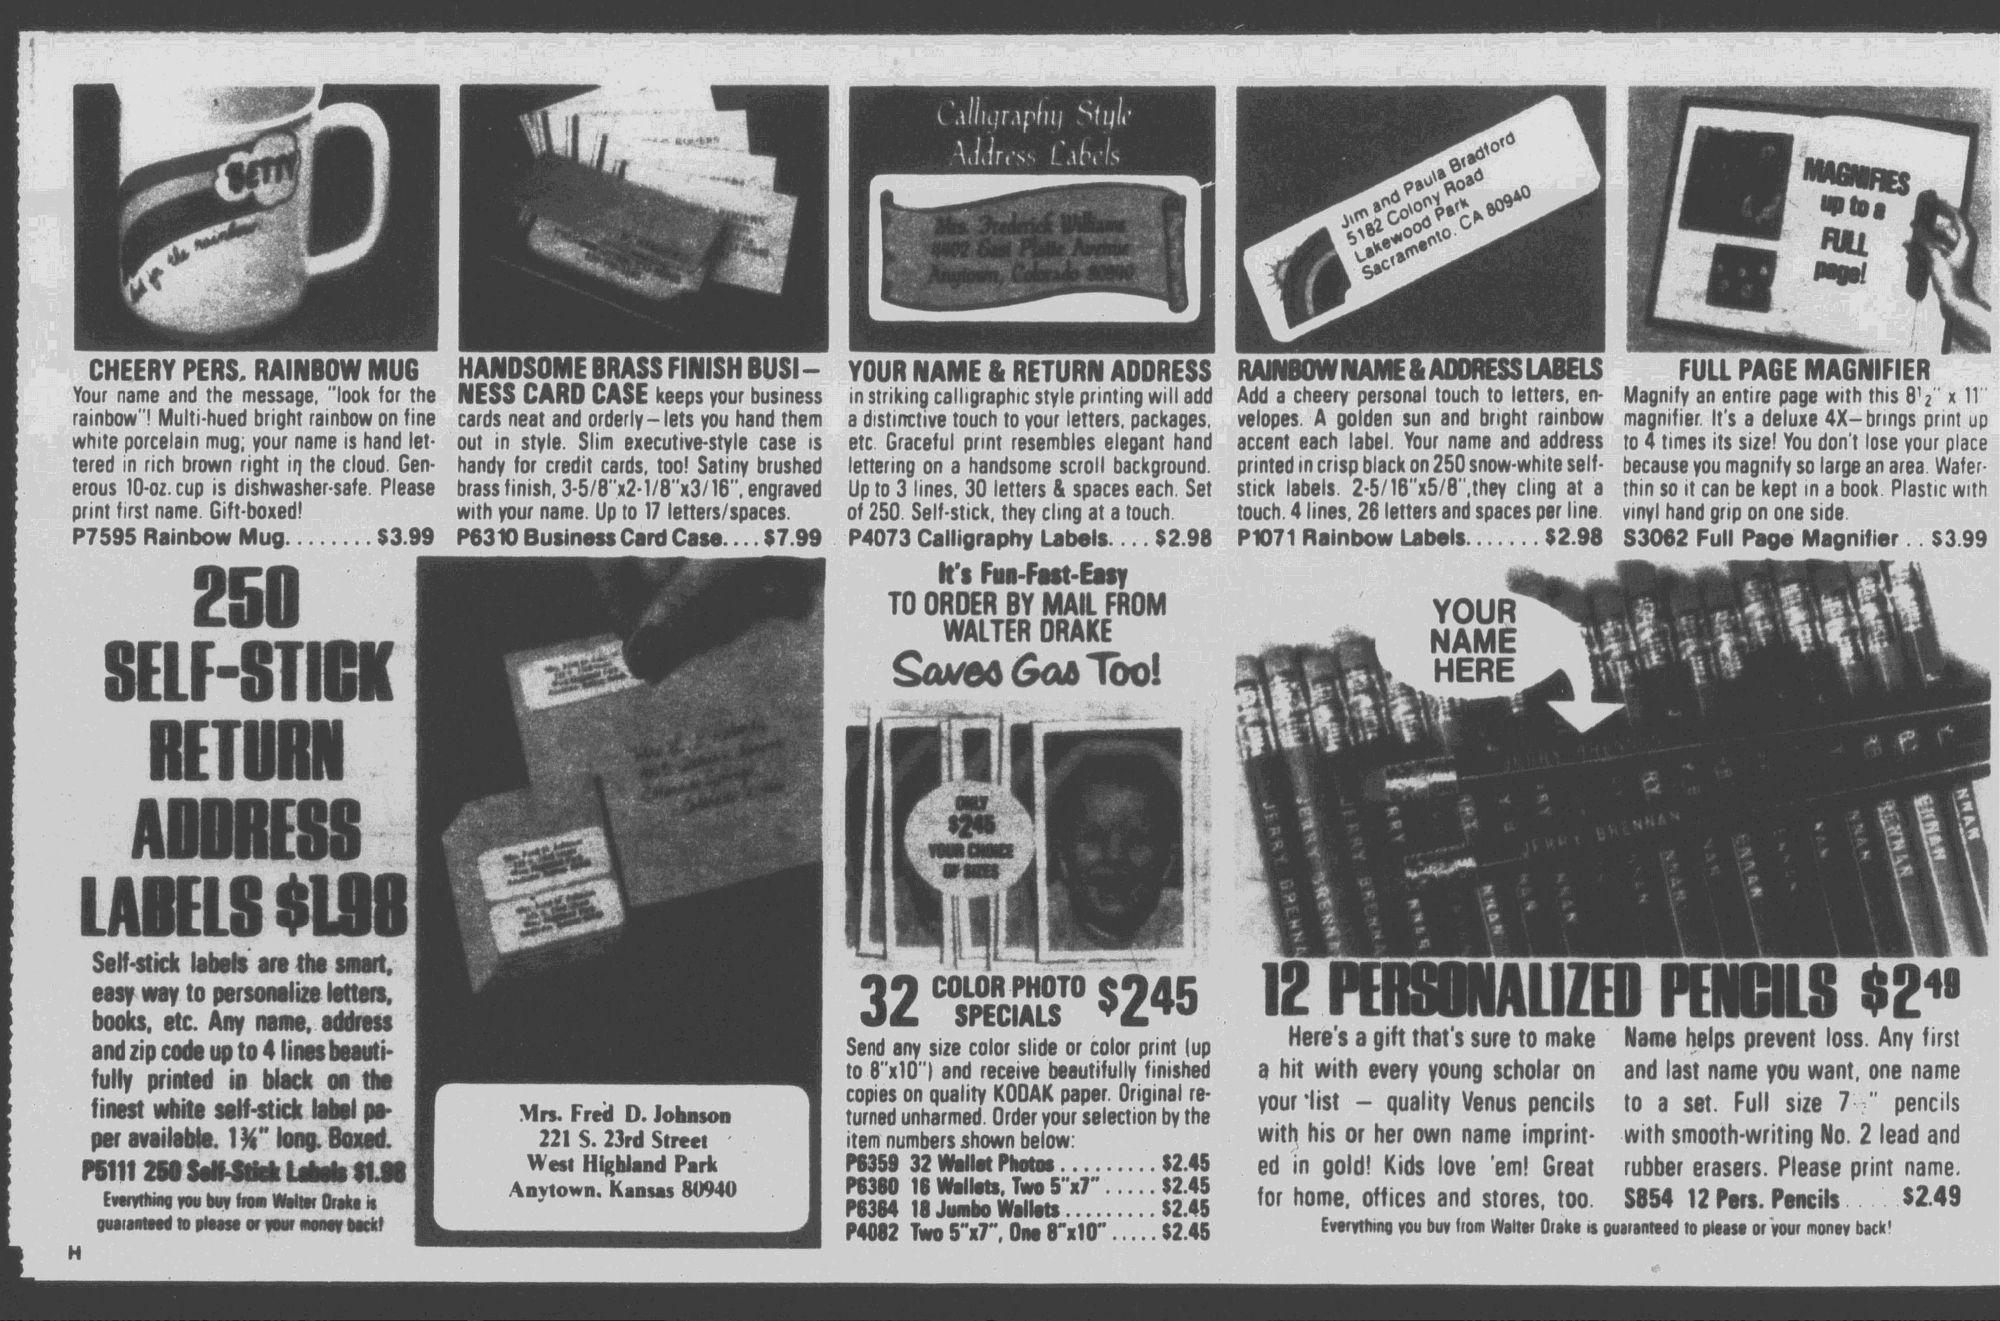 BETTY
look for the rainbow
CHEERY PERS. RAINBOW MUG
Your name and the message, "look for the
rainbow"! Multi-hued bright rainbow on fine
white porcelain mug; your name is hand let-
tered in rich brown right in the cloud. Gen-
erous 10-oz. cup is dishwasher-safe. Please
print first name. Gift-boxed!
P7595 Rainbow Mug........ $3.99
HANDSOME BRASS FINISH BUSI-
NESS CARD CASE keeps your business
cards neat and orderly—lets you hand them
out in style. Slim executive-style case is
handy for credit cards, too! Satiny brushed
brass finish, 3-5/8"x2-1/8"x3/16", engraved
with your name. Up to 17 letters/spaces.
P6310 Business Card Case.... $7.99
Calligraphy Style
Address Labels
Mrs. Frederick Williams
4402 East Platte Avenue
Anytown, Colorado 80940
YOUR NAME & RETURN ADDRESS
in striking calligraphic style printing will add
a distinctive touch to your letters, packages,
etc. Graceful print resembles elegant hand
lettering on a handsome scroll background.
Up to 3 lines, 30 letters & spaces each. Set
of 250. Self-stick, they cling at a touch.
P4073 Calligraphy Labels.... $2.98
Jim and Paula Bradford
5182 Colony Road
Lakewood Park
Sacramento. CA 80940
RAINBOW NAME & ADDRESS LABELS
Add a cheery personal touch to letters, en-
velopes. A golden sun and bright rainbow
accent each label. Your name and address
printed in crisp black on 250 snow-white self-
stick labels. 2-5/16"x5/8",they cling at a
touch. 4 lines, 26 letters and spaces per line.
P1071 Rainbow Labels....... $2.98
MAGNIFIES
up to a
FULL
page!
FULL PAGE MAGNIFIER
Magnify an entire page with this 8½" x 11"
magnifier. It's a deluxe 4X—brings print up
to 4 times its size! You don't lose your place
because you magnify so large an area. Wafer-
thin so it can be kept in a book. Plastic with
vinyl hand grip on one side.
S3062 Full Page Magnifier .. $3.99
250
SELF-STICK
RETURN
ADDRESS
LABELS $1.98
Self-stick labels are the smart,
easy way to personalize letters,
books, etc. Any name, address
and zip code up to 4 lines beauti-
fully printed in black on the
finest white self-stick label pa-
per available. 1¾" long. Boxed.
P5111 250 Self-Stick Labels $1.98
Everything you buy from Walter Drake is
guaranteed to please or your money back!
H
Mrs. Fred D. Johnson
221 S. 23rd Street
West Highland Park
Anytown. Kansas 80940
It's Fun-Fast-Easy
TO ORDER BY MAIL FROM
WALTER DRAKE
Saves Gas Too!
ONLY
$2.45
YOUR CHOICE
OF SIZES
32 COLOR PHOTO SPECIALS $2.45
Send any size color slide or color print (up
to 8"x10") and receive beautifully finished
copies on quality KODAK paper. Original re-
turned unharmed. Order your selection by the
item numbers shown below:
P6359 32 Wallet Photos ......... $2.45
P6360 16 Wallets, Two 5"x7" ..... $2.45
P6364 18 Jumbo Wallets ......... $2.45
P4082 Two 5"x7", One 8"x10" ..... $2.45
YOUR
NAME
HERE
JERRY BRENNAN
JERRY BRENNAN
12 PERSONALIZED PENCILS $2.49
Here's a gift that's sure to make
a hit with every young scholar on
your list — quality Venus pencils
with his or her own name imprint-
ed in gold! Kids love 'em! Great
for home, offices and stores, too.
Name helps prevent loss. Any first
and last name you want, one name
to a set. Full size 7 " pencils
with smooth-writing No. 2 lead and
rubber erasers. Please print name.
S854 12 Pers. Pencils ..... $2.49
Everything you buy from Walter Drake is guaranteed to please or your money back!